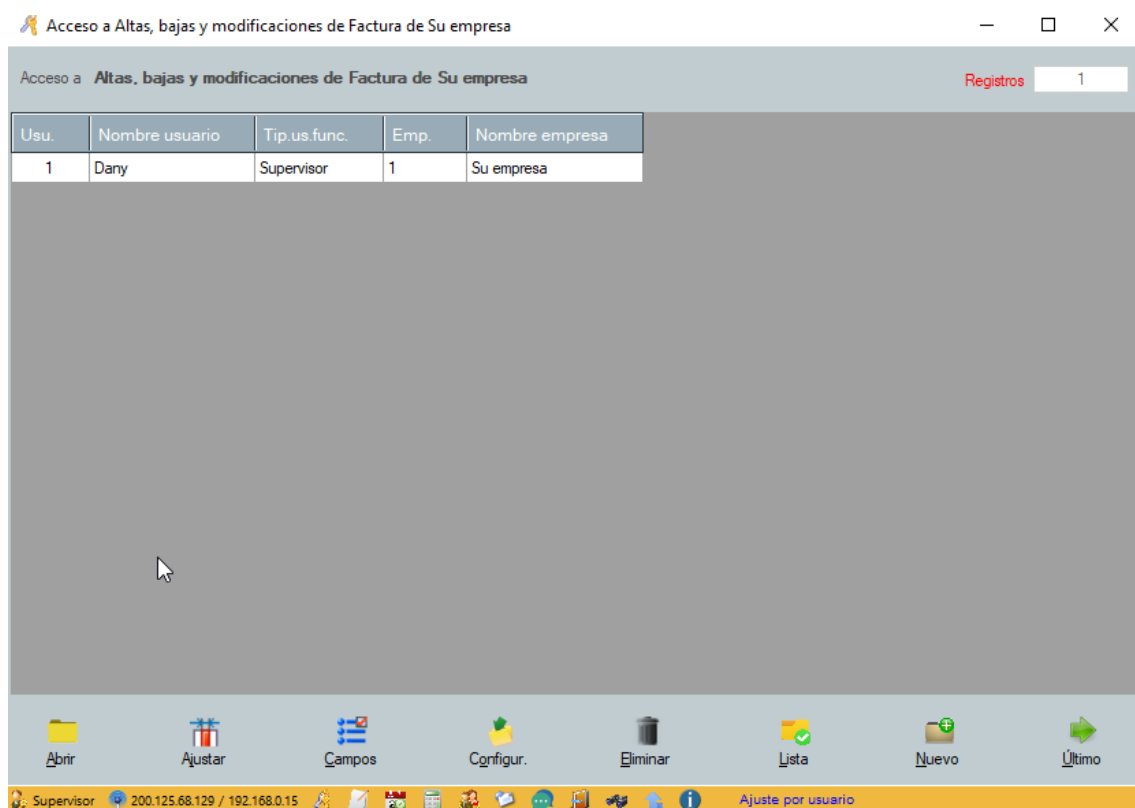 Acceso a Altas, bajas y modificaciones de Factura de Su empresa
Acceso a Altas, bajas y modificaciones de Factura de Su empresa Registros 1
Usu. Nombre usuario Tip.us.func. Emp. Nombre empresa
1 Dany Supervisor 1 Su empresa
Abrir Ajustar Campos Configur. Eliminar Lista Nuevo Último
Supervisor 200.125.68.129 / 192.168.0.15 Ajuste por usuario